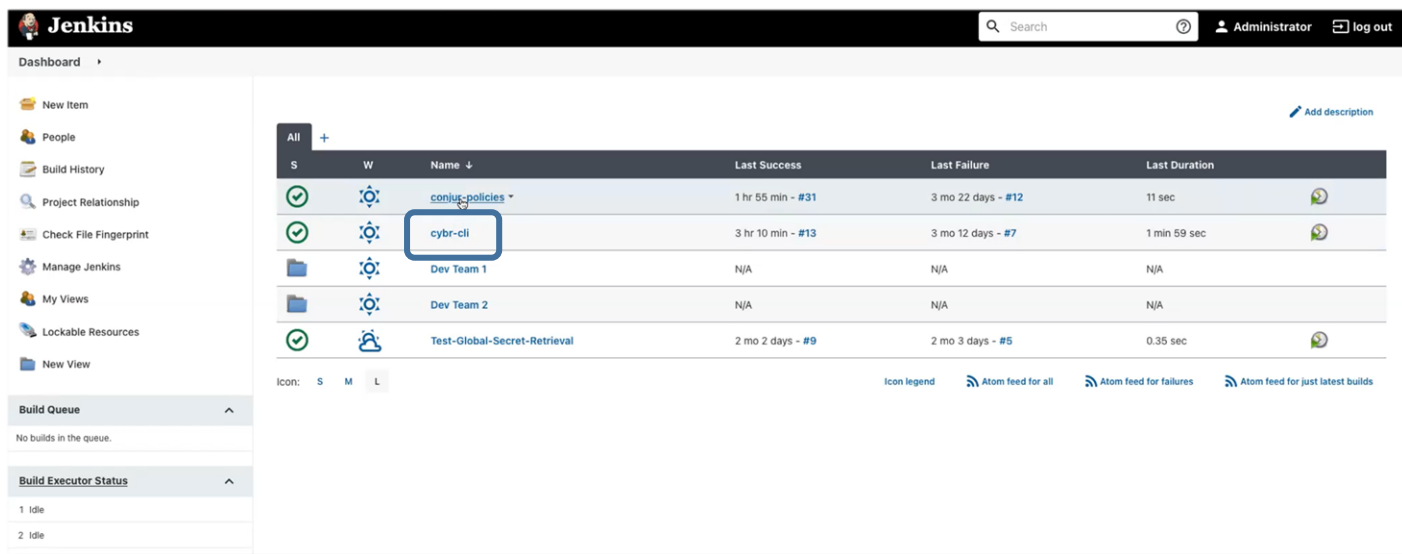 Jenkins Search Administrator log out
Dashboard
New Item
People
Build History
Project Relationship
Check File Fingerprint
Manage Jenkins
My Views
Lockable Resources
New View
Build Queue
No builds in the queue.
Build Executor Status
1 Idle
2 Idle
Add description
All +
S W Name ↓ Last Success Last Failure Last Duration
conjur-policies 1 hr 55 min - #31 3 mo 22 days - #12 11 sec
cybr-cli 3 hr 10 min - #13 3 mo 12 days - #7 1 min 59 sec
Dev Team 1 N/A N/A N/A
Dev Team 2 N/A N/A N/A
Test-Global-Secret-Retrieval 2 mo 2 days - #9 2 mo 3 days - #5 0.35 sec
Icon: S M L Icon legend Atom feed for all Atom feed for failures Atom feed for just latest builds